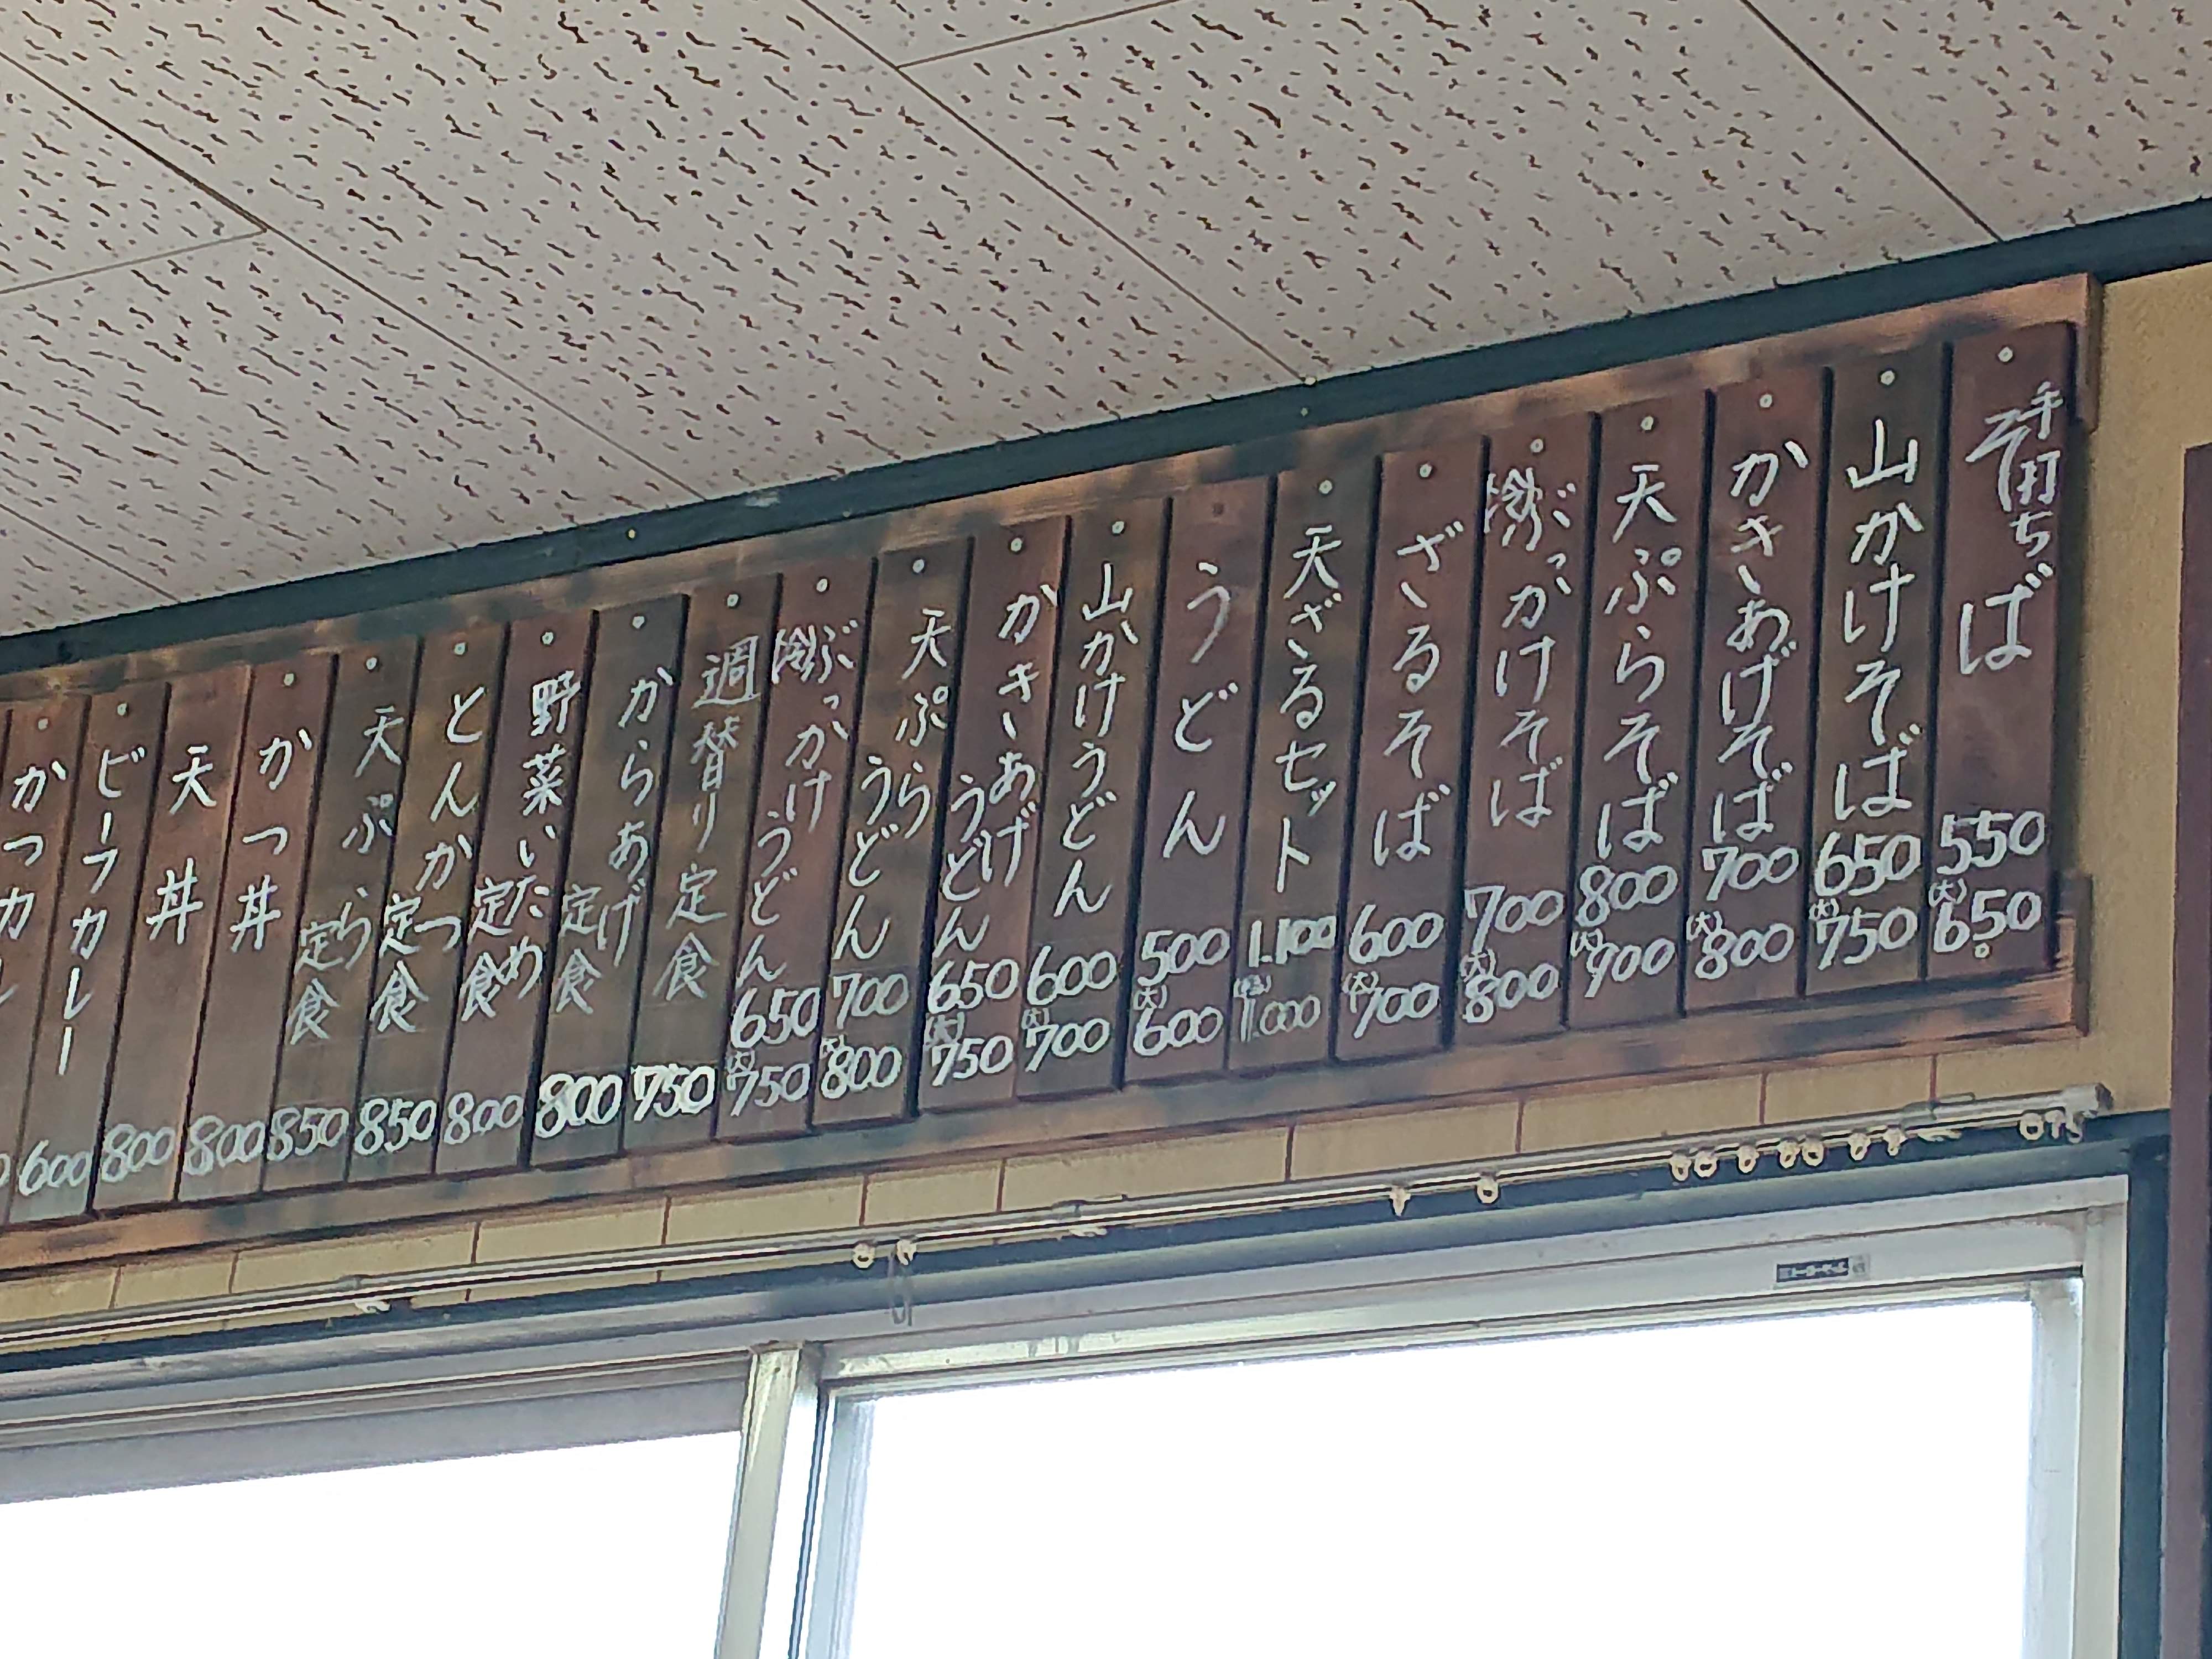 手打ち
そば
550
(大)
650
山かけそば
650
(大)
750
かきあげそば
700
(大)
800
天ぷらそば
800
(大)
900
冷ぶっかけそば
700
(大)
800
ざるそば
600
(大)
700
天ざるセット
1.100
1.000
うどん
500
(大)
600
山かけうどん
600
(大)
700
かきあげ
うどん
650
(大)
750
天ぷら
うどん
700
(大)
800
冷ぶっかけ
うどん
650
(大)
750
週替り定食
750
からあげ
定食
800
野菜いため
定食
800
とんかつ
定食
850
天ぷら
定食
850
かつ丼
800
天丼
800
ビーフカレー
600
かつカレ